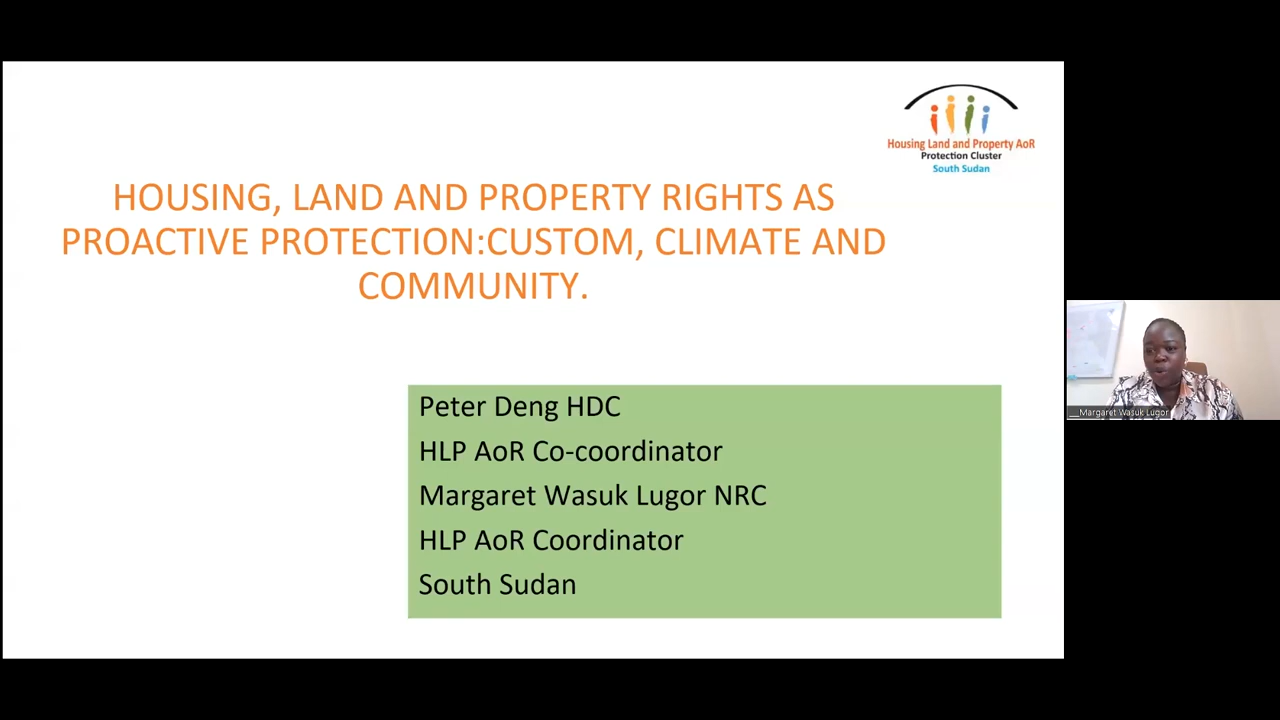 Housing Land and Property AoR
Protection Cluster
South Sudan
HOUSING, LAND AND PROPERTY RIGHTS AS
PROACTIVE PROTECTION:CUSTOM, CLIMATE AND
COMMUNITY.
Peter Deng HDC
HLP AoR Co-coordinator
Margaret Wasuk Lugor NRC
HLP AoR Coordinator
South Sudan
__Margaret Wasuk Lugor